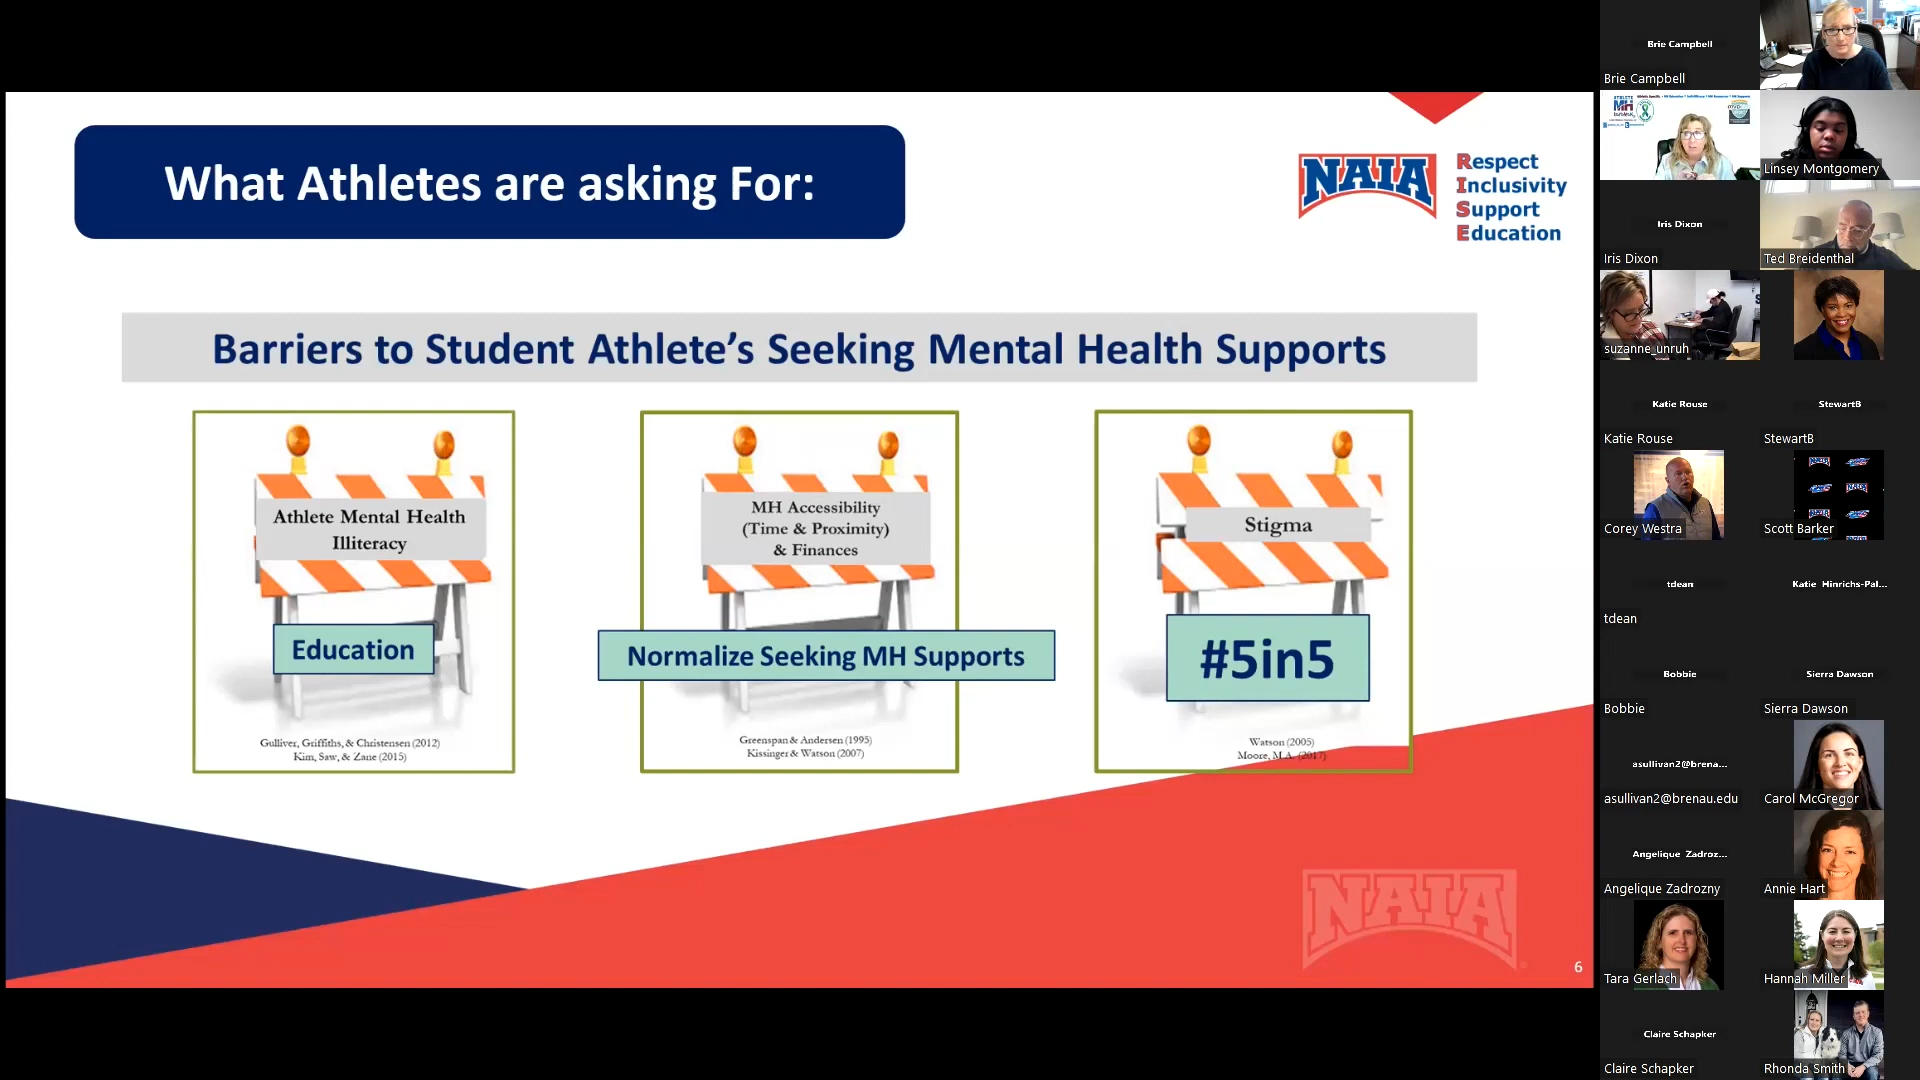 What Athletes are asking For:
NAIA
Respect
Inclusivity
Support
Education
Barriers to Student Athlete's Seeking Mental Health Supports
Athlete Mental Health
Illiteracy
Education
Gulliver, Griffiths, & Christensen (2012)
Kim, Saw, & Zane (2015)
MH Accessibility
(Time & Proximity)
& Finances
Normalize Seeking MH Supports
Greenspan & Andersen (1995)
Kissinger & Watson (2007)
Stigma
#5in5
Watson (2005)
Moore, M.A. (2017)
NAIA
6
Brie Campbell
Brie Campbell
Linsey Montgomery
Iris Dixon
Iris Dixon
Ted Breidenthal
suzanne_unruh
Katie Rouse
Katie Rouse
StewartB
StewartB
Corey Westra
Scott Barker
tdean
tdean
Katie Hinrichs-Pal...
Bobbie
Bobbie
Sierra Dawson
Sierra Dawson
asullivan2@brena...
asullivan2@brenau.edu
Carol McGregor
Angelique Zadroz...
Angelique Zadrozny
Annie Hart
Tara Gerlach
Hannah Miller
Claire Schapker
Claire Schapker
Rhonda Smith